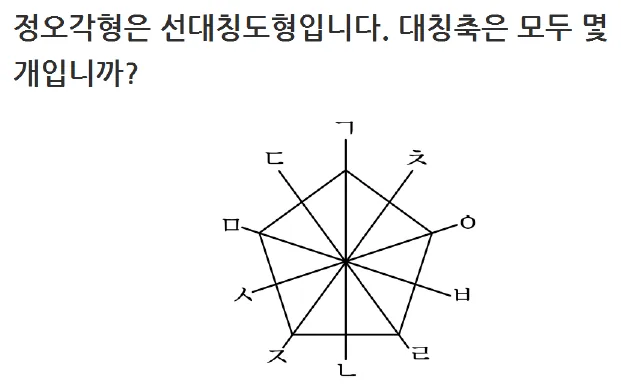 정오각형은 선대칭도형입니다. 대칭축은 모두 몇
개입니까?
ㄱ
ㄷ ㅊ
ㅁ ㅇ
ㅅ ㅂ
ㅈ ㄹ
ㄴ